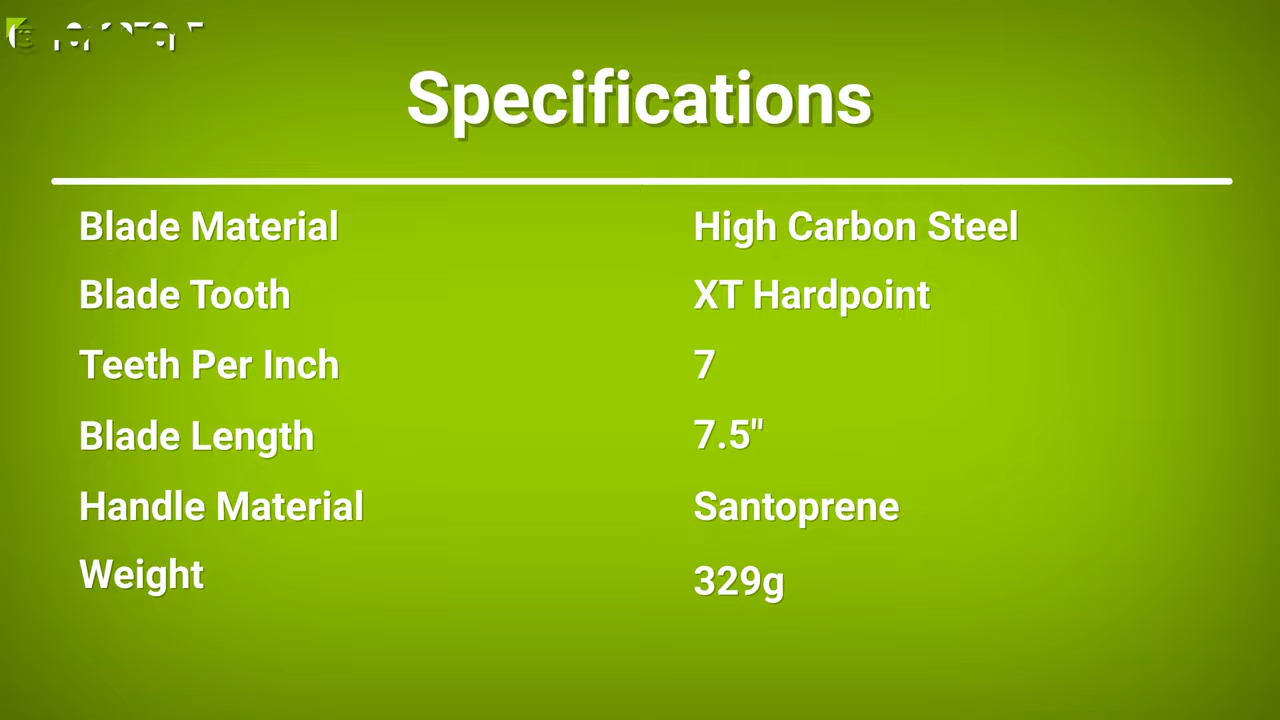 Specifications
Blade Material High Carbon Steel
Blade Tooth XT Hardpoint
Teeth Per Inch 7
Blade Length 7.5"
Handle Material Santoprene
Weight 329g